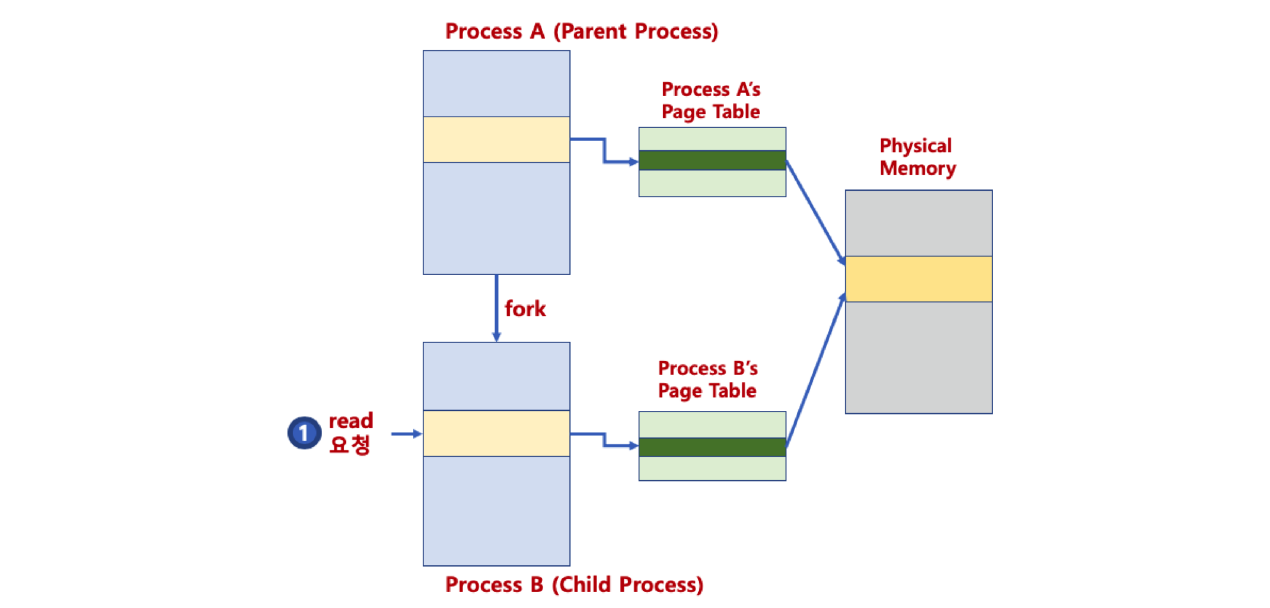 Process A (Parent Process)
Process A’s
Page Table
Physical
Memory
fork
Process B’s
Page Table
1
read
요청
Process B (Child Process)